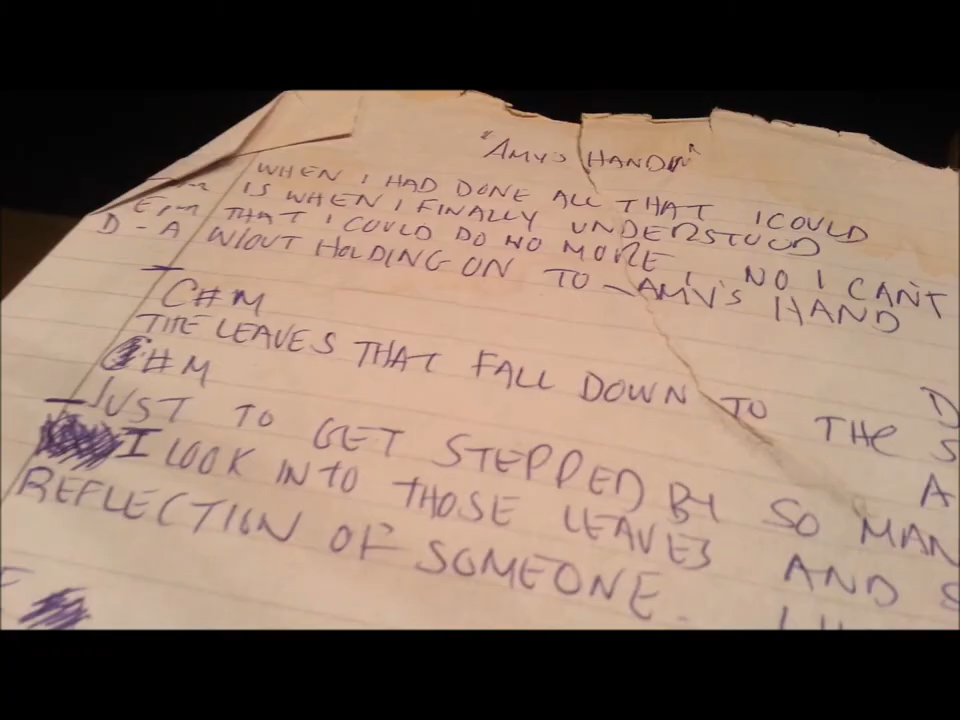 "AMY'S HAND"
WHEN I HAD DONE ALL THAT I COULD
IS WHEN I FINALLY UNDERSTOOD
Em THAT I COULD DO NO MORE, NO I CAN'T
D - A W/OUT HOLDING ON TO AMY'S HAND
C#M
THE LEAVES THAT FALL DOWN TO THE S
D
C#M
JUST TO GET STEPPED BY SO MAN
A
I LOOK INTO THOSE LEAVES AND S
REFLECTION OF SOMEONE